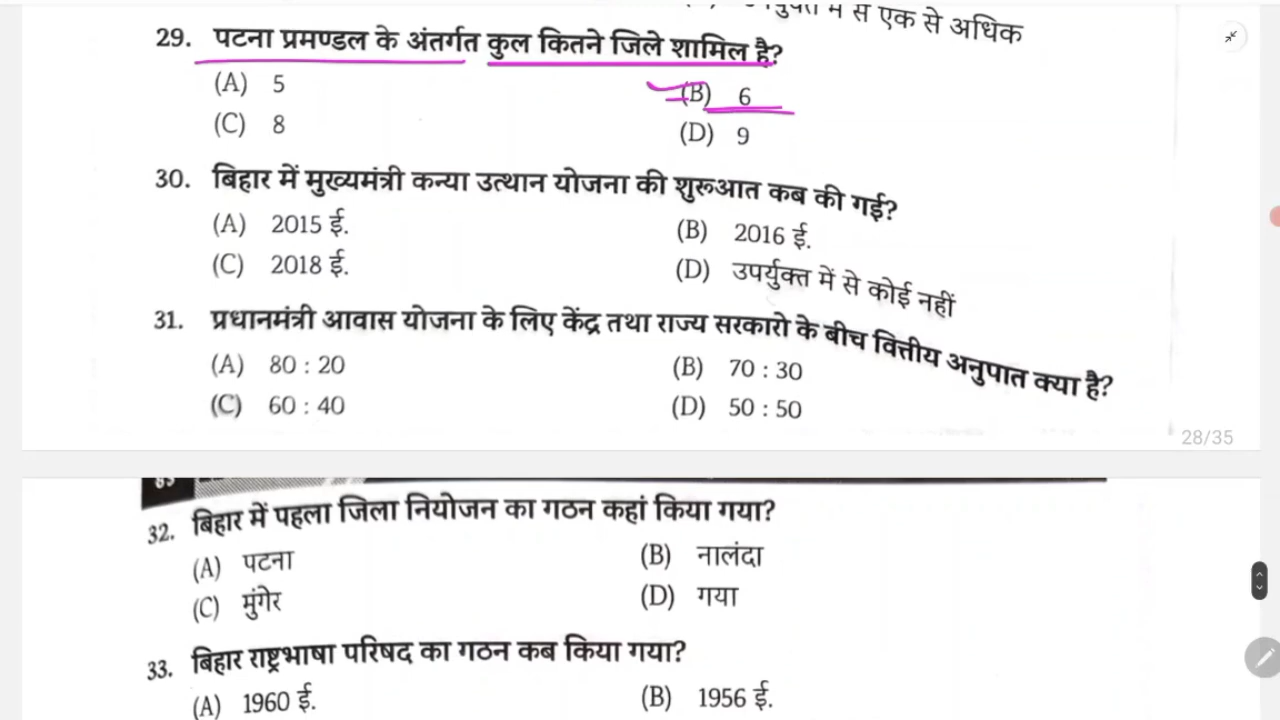 में से एक से अधिक
29. पटना प्रमण्डल के अंतर्गत कुल कितने जिले शामिल है?
(A) 5 (B) 6
(C) 8 (D) 9
30. बिहार में मुख्यमंत्री कन्या उत्थान योजना की शुरूआत कब की गई?
(A) 2015 ई. (B) 2016 ई.
(C) 2018 ई. (D) उपर्युक्त में से कोई नहीं
31. प्रधानमंत्री आवास योजना के लिए केंद्र तथा राज्य सरकारो के बीच वित्तीय अनुपात क्या है?
(A) 80 : 20 (B) 70 : 30
(C) 60 : 40 (D) 50 : 50
28/35
32. बिहार में पहला जिला नियोजन का गठन कहां किया गया?
(A) पटना (B) नालंदा
(C) मुंगेर (D) गया
33. बिहार राष्ट्रभाषा परिषद का गठन कब किया गया?
(A) 1960 ई. (B) 1956 ई.